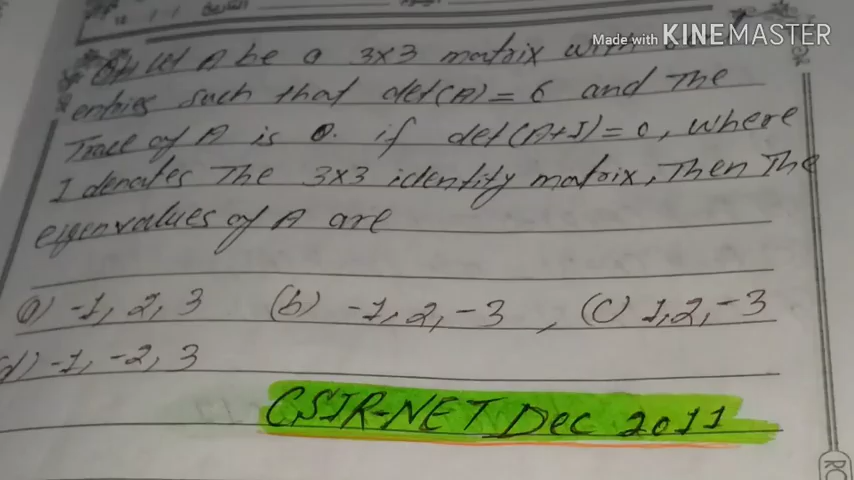 Made with KINEMASTER
Let A be a 3x3 matrix with
entries such that det(A) = 6 and the
Trace of A is 0. if det(A+I) = 0, where
I denates The 3x3 identity matrix, Then The
eigenvalues of A are
a) -1, 2, 3 (b) -1, 2, -3 , (c) 1, 2, -3
d) -1, -2, 3
CSIR-NET Dec 2011